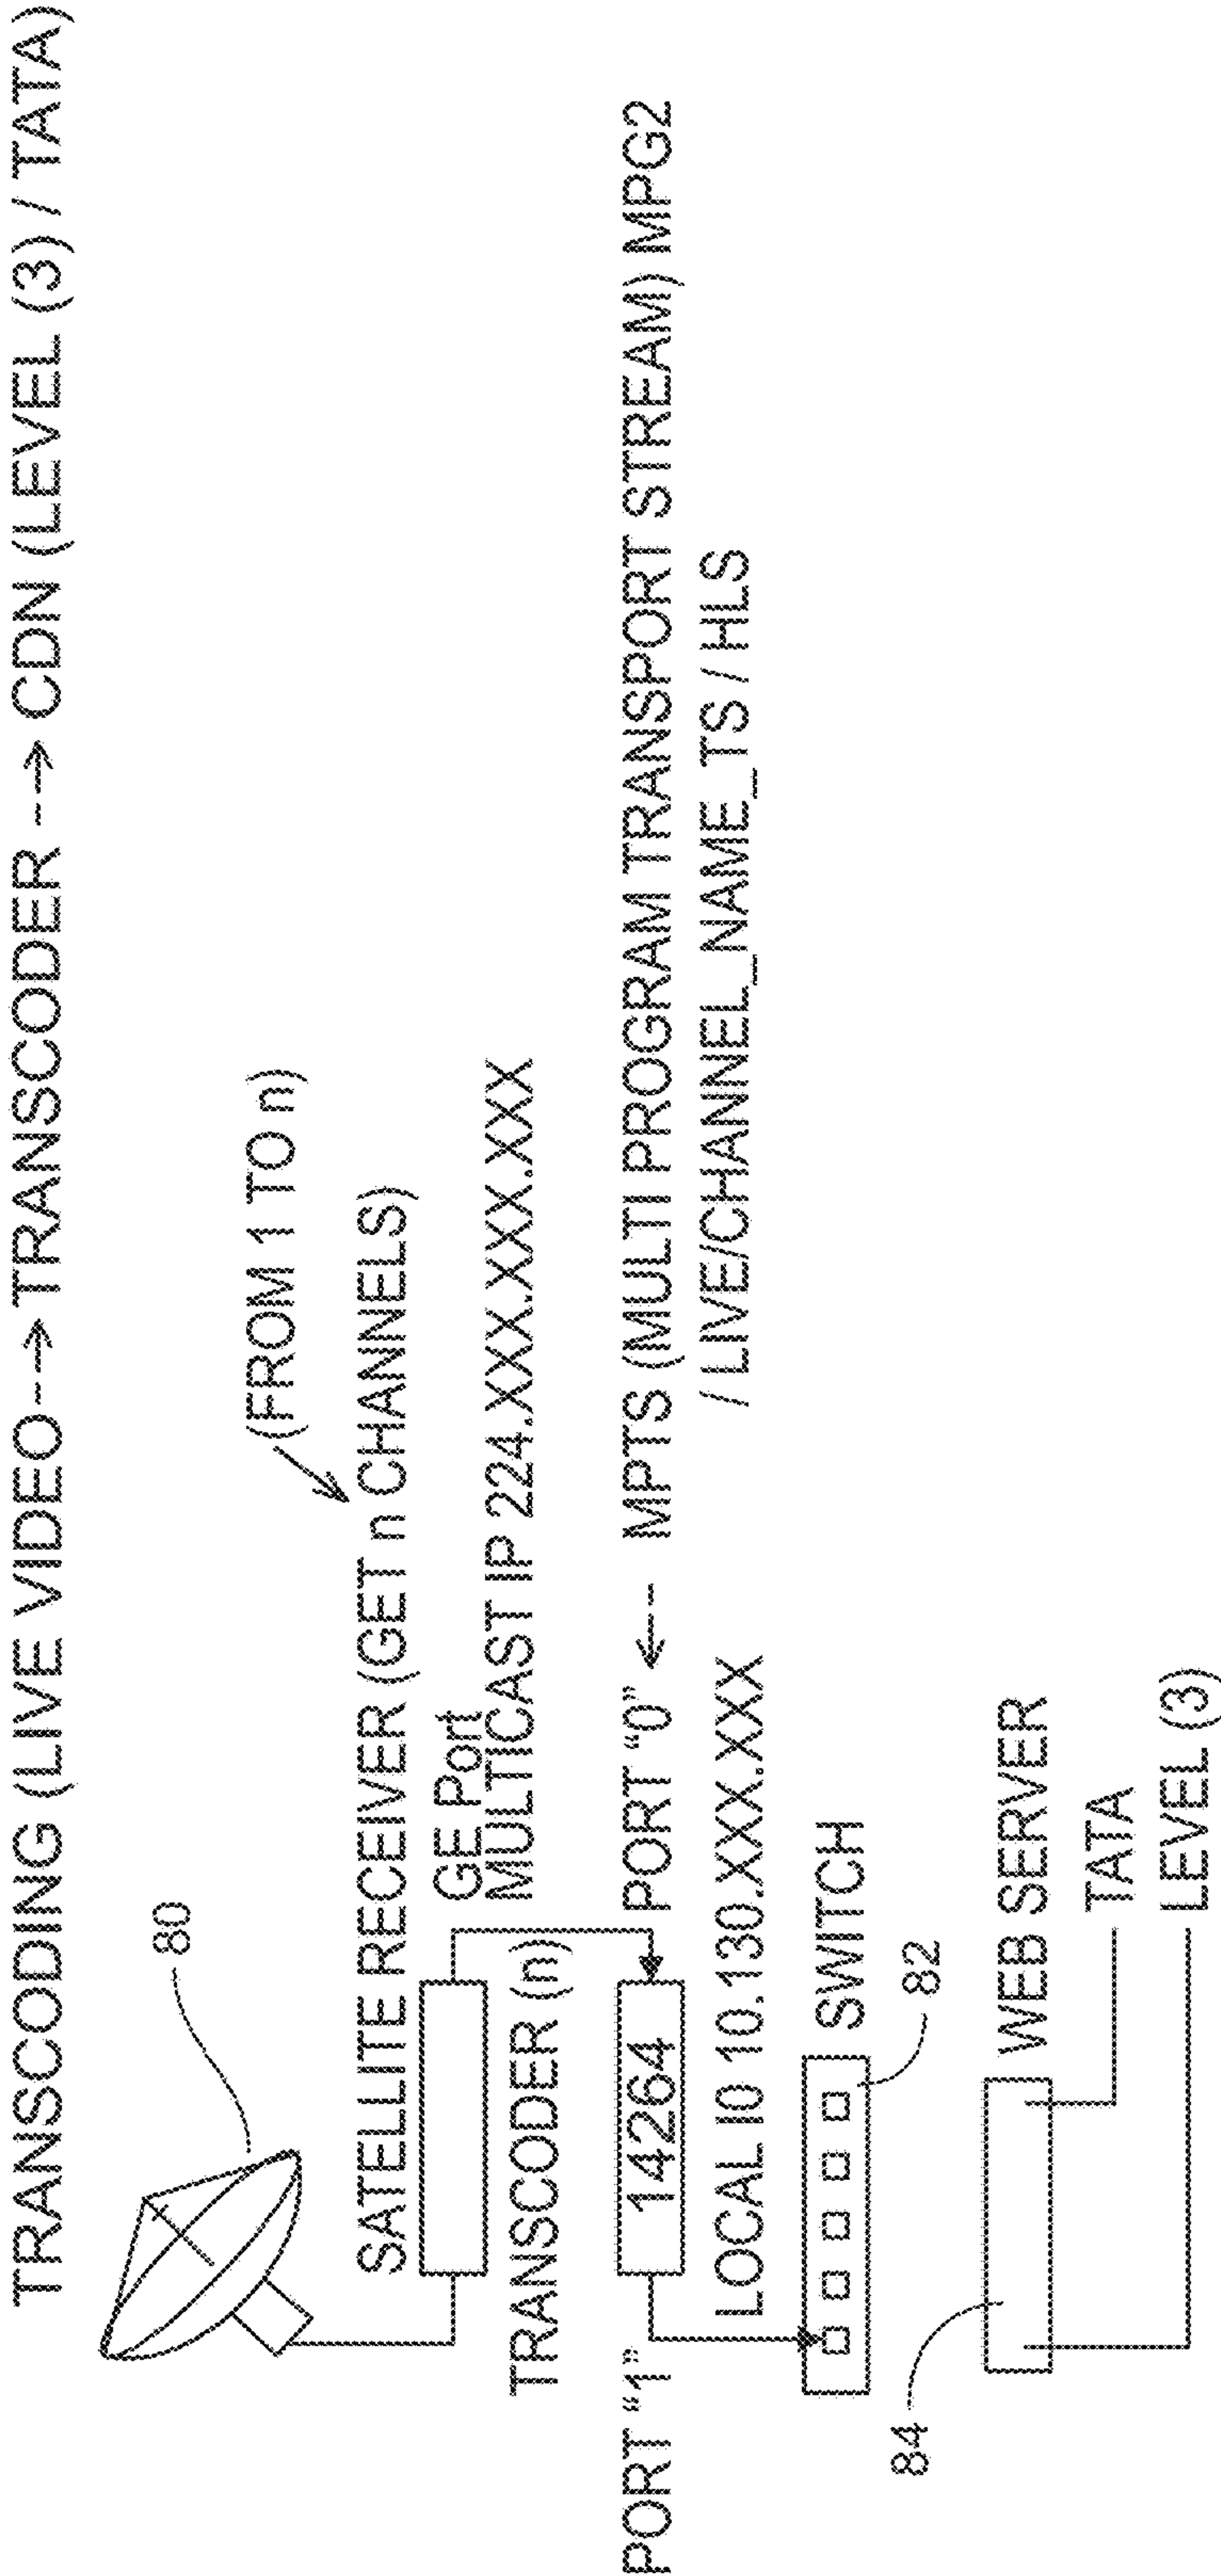 TRANSCODING (LIVE VIDEO --> TRANSCODER --> CDN (LEVEL (3) / TATA)
80
(FROM 1 TO n)
SATELLITE RECEIVER (GET n CHANNELS)
GE Port
MULTICAST IP 224.XXX.XXX.XXX
TRANSCODER (n)
PORT “1”
14264
PORT “0” <-- MPTS (MULTI PROGRAM TRANSPORT STREAM) MPG2
/ LIVE/CHANNEL_NAME_TS / HLS
LOCAL I0 10.130.XXX.XXX
SWITCH
82
84
WEB SERVER
TATA
LEVEL (3)